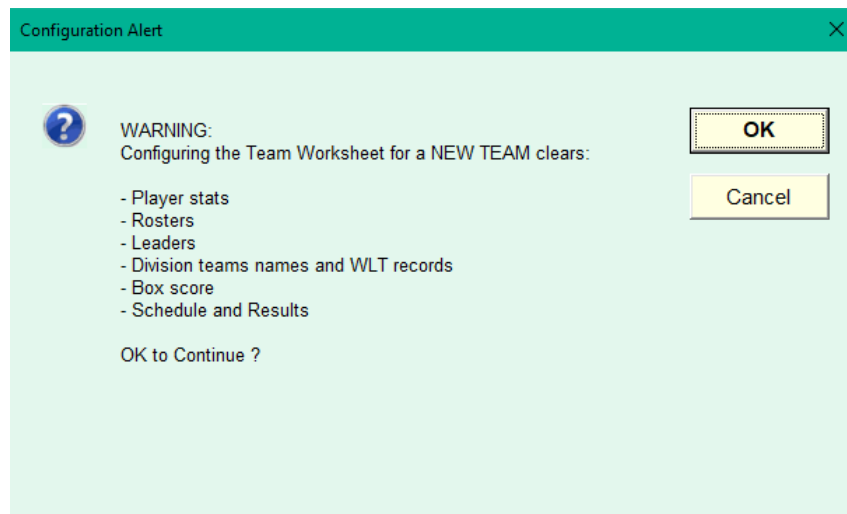 Configuration Alert
WARNING:
Configuring the Team Worksheet for a NEW TEAM clears:
- Player stats
- Rosters
- Leaders
- Division teams names and WLT records
- Box score
- Schedule and Results
OK to Continue ?
OK
Cancel